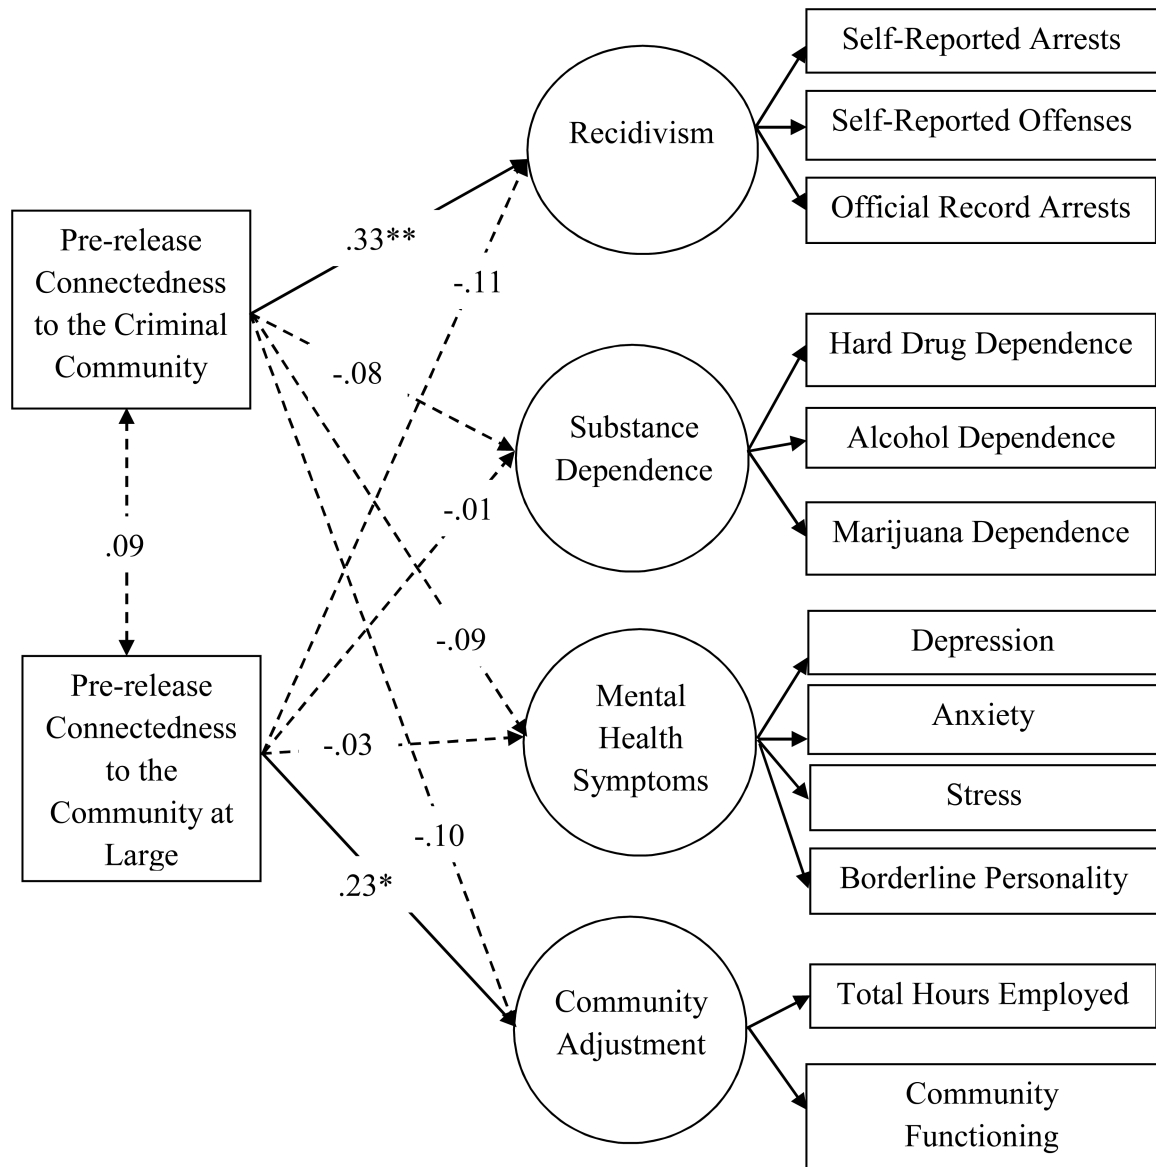 Pre-release
Connectedness
to the Criminal
Community
.09
Pre-release
Connectedness
to the
Community at
Large
.33**
-.11
-.08
-.01
-.09
-.03
-.10
.23*
Recidivism
Substance
Dependence
Mental
Health
Symptoms
Community
Adjustment
Self-Reported Arrests
Self-Reported Offenses
Official Record Arrests
Hard Drug Dependence
Alcohol Dependence
Marijuana Dependence
Depression
Anxiety
Stress
Borderline Personality
Total Hours Employed
Community
Functioning